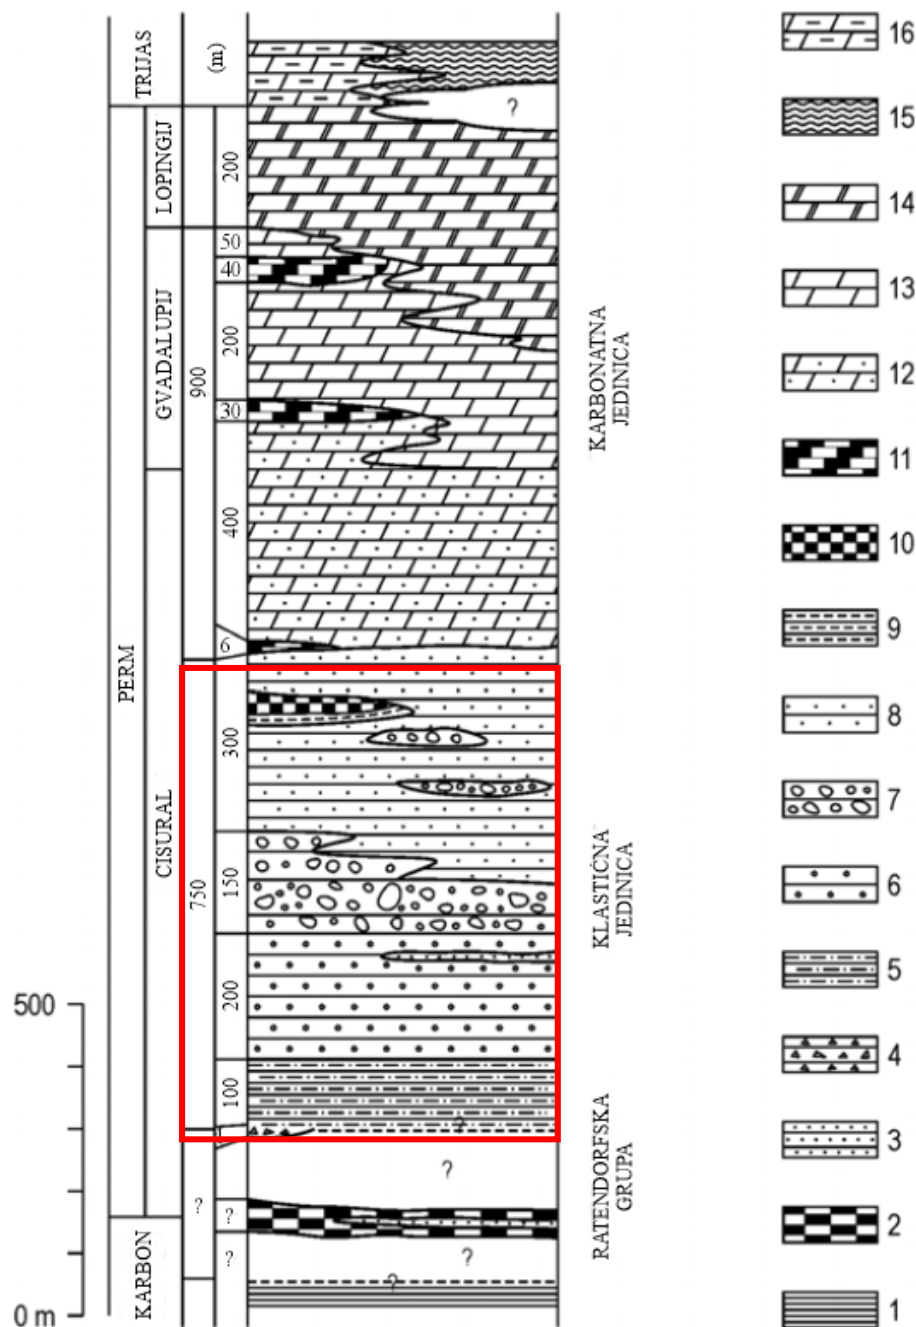 TRIJAS
(m)
?
LOPINGIJ
200
50
40
GVADALUPIJ
900
200
30
400
6
KARBONATNA
JEDINICA
PERM
CISURAL
750
300
150
200
100
?
KLASTIČNA
JEDINICA
500
0 m
?
?
?
?
?
?
RATENDORFSKA
GRUPA
KARBON
16
15
14
13
12
11
10
9
8
7
6
5
4
3
2
1